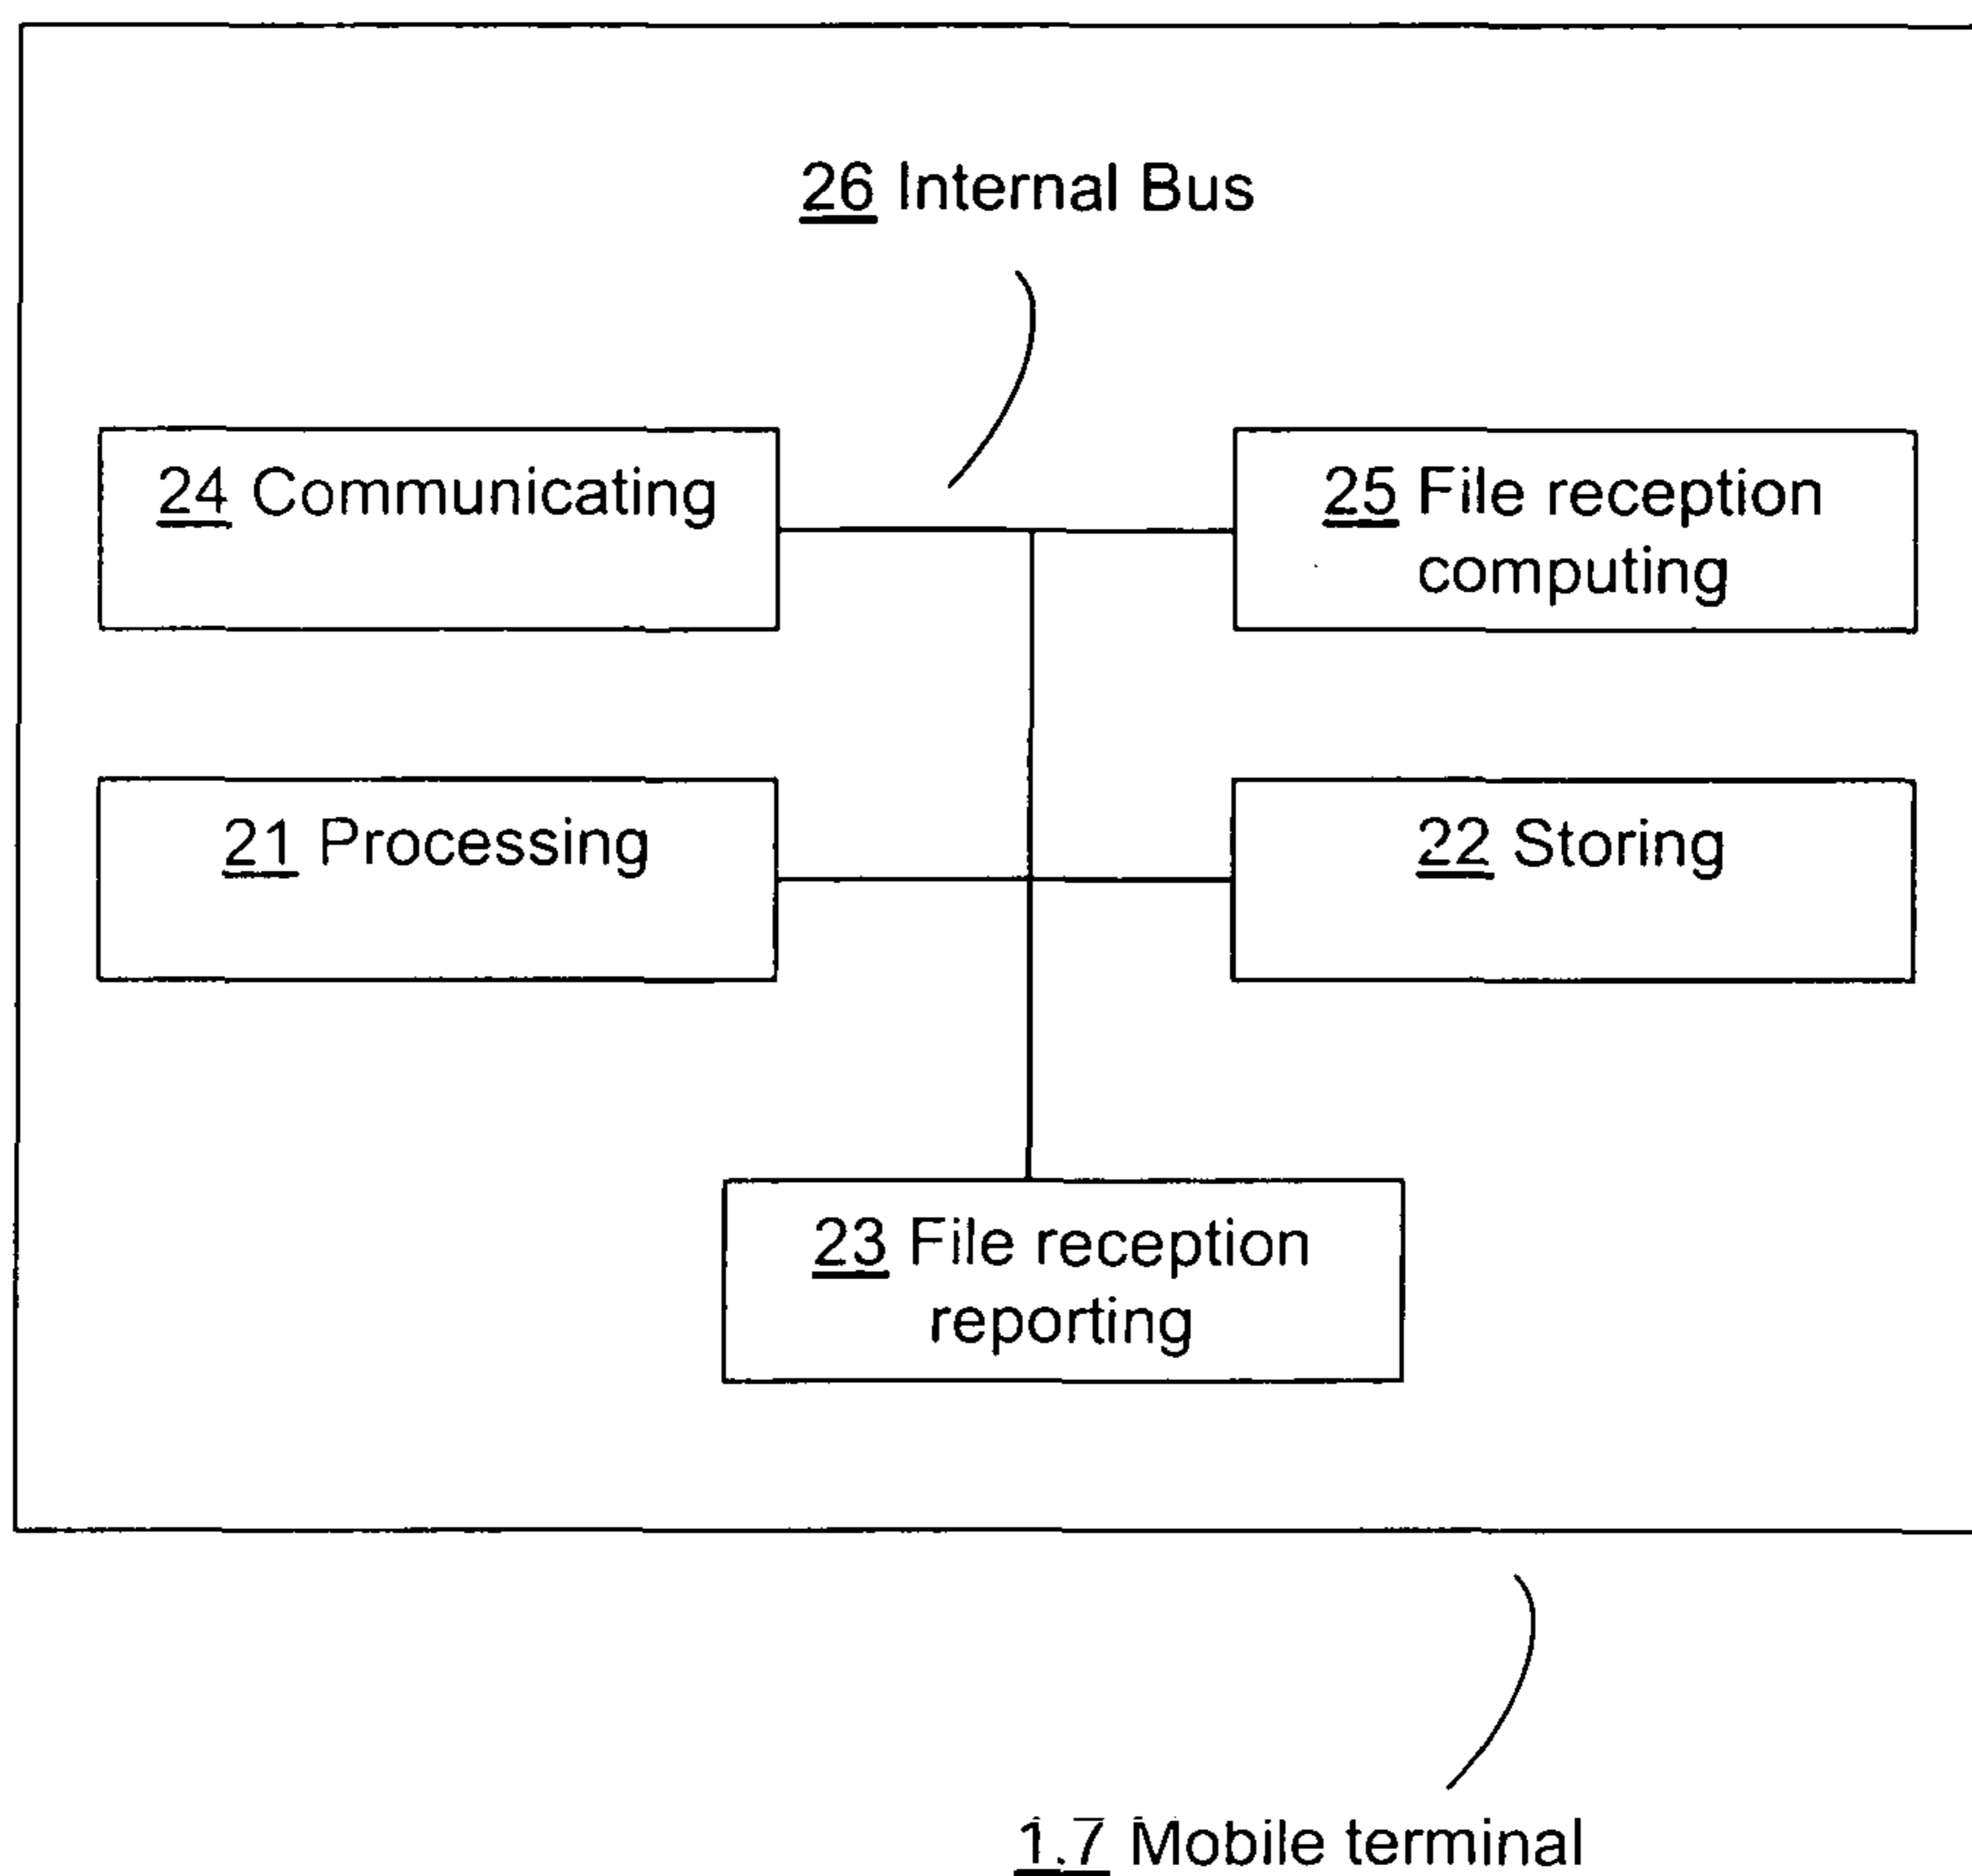 26 Internal Bus
24 Communicating
25 File reception
computing
21 Processing
22 Storing
23 File reception
reporting
1.7 Mobile terminal